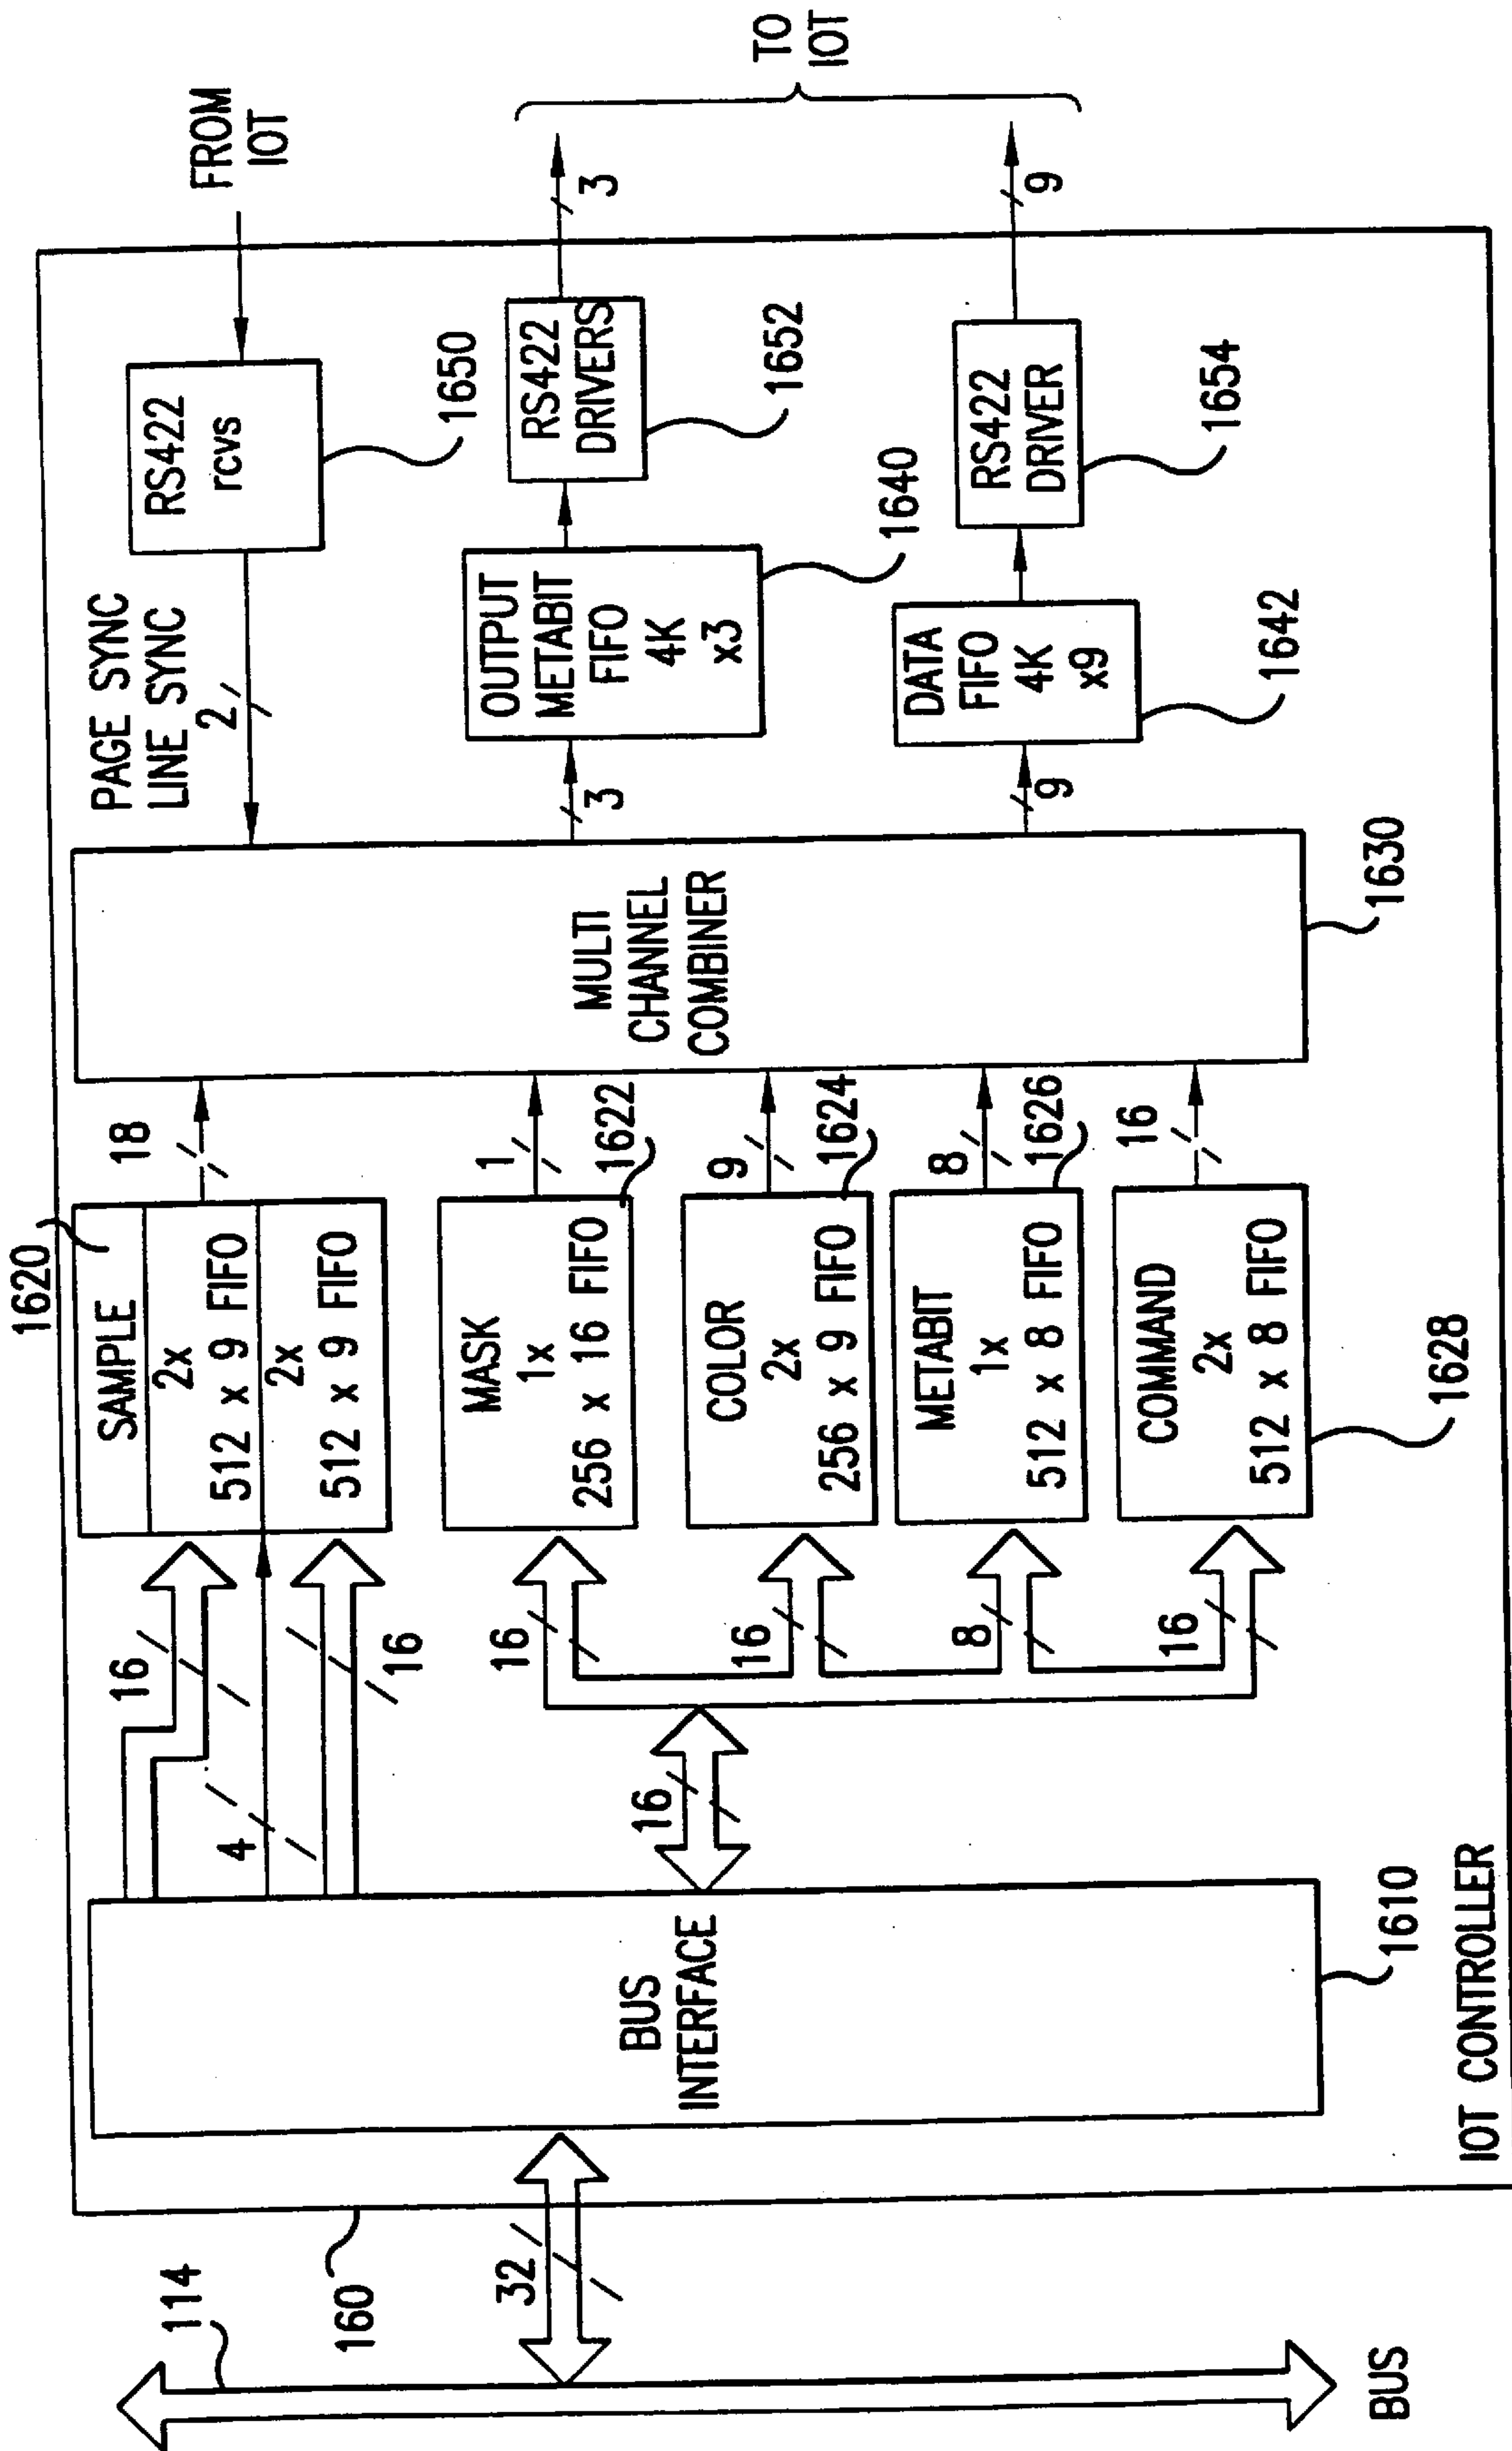 114
BUS
160
32
BUS
INTERFACE
1610
IOT CONTROLLER
16
4
16
16
16
16
8
16
1620
SAMPLE
2x
512 x 9 FIFO
2x
512 x 9 FIFO
MASK
1x
256 x 16 FIFO
1622
COLOR
2x
256 x 9 FIFO
1624
METABIT
1x
512 x 8 FIFO
1626
COMMAND
2x
512 x 8 FIFO
1628
18
1
9
8
16
MULTI
CHANNEL
COMBINER
1630
PAGE SYNC
LINE SYNC
2
3
9
RS422
rcvs
1650
OUTPUT
METABIT
FIFO
4K
x3
1640
DATA
FIFO
4K
x9
1642
RS422
DRIVERS
1652
RS422
DRIVER
1654
FROM
IOT
3
9
TO
IOT